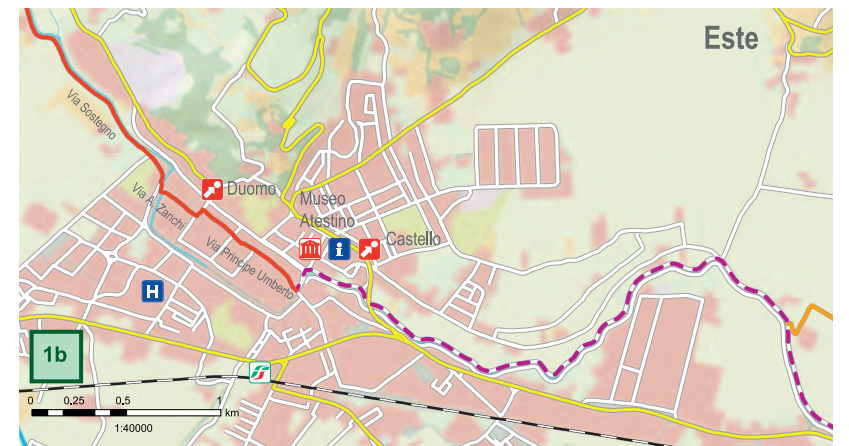 Este
Via Sostegno
Duomo
Via A. Zanchi
Museo
Atestino
Via Principe Umberto
i
Castello
H
1b
0 0,25 0,5 1
km
1:40000